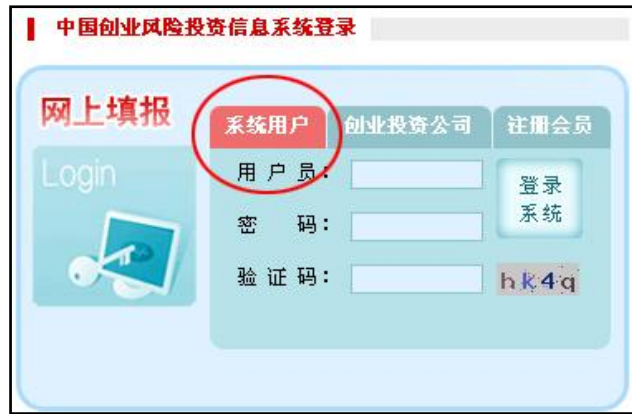 中国创业风险投资信息系统登录
网上填报
系统用户 创业投资公司 注册会员
Login
用户员：
登录
系统
密 码：
验证码：
hk4q